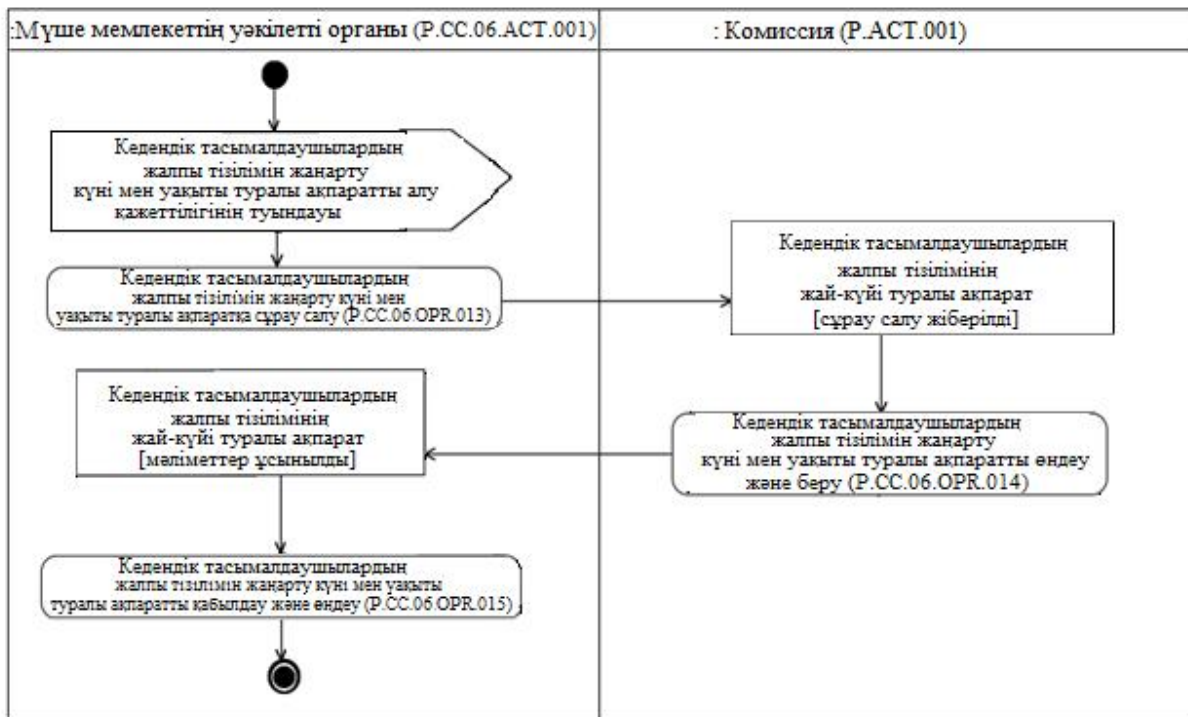 :Мүше мемлекеттің уәкілетті органы (P.CC.06.ACT.001)
: Комиссия (P.ACT.001)
Кедендік тасымалдаушылардың
жалпы тізілімін жаңарту
күні мен уақыты туралы ақпаратты алу
қажеттілігінің туындауы
Кедендік тасымалдаушылардың
жалпы тізілімін жаңарту күні мен
уақыты туралы ақпаратқа сұрау салу (P.CC.06.OPR.013)
Кедендік тасымалдаушылардың
жалпы тізілімінің
жай-күйі туралы ақпарат
[сұрау салу жіберілді]
Кедендік тасымалдаушылардың
жалпы тізілімін жаңарту
күні мен уақыты туралы ақпаратты өңдеу
және беру (P.CC.06.OPR.014)
Кедендік тасымалдаушылардың
жалпы тізілімінің
жай-күйі туралы ақпарат
[мәліметтер ұсынылды]
Кедендік тасымалдаушылардың
жалпы тізілімін жаңарту күні мен уақыты
туралы ақпаратты қабылдау және өңдеу (P.CC.06.OPR.015)